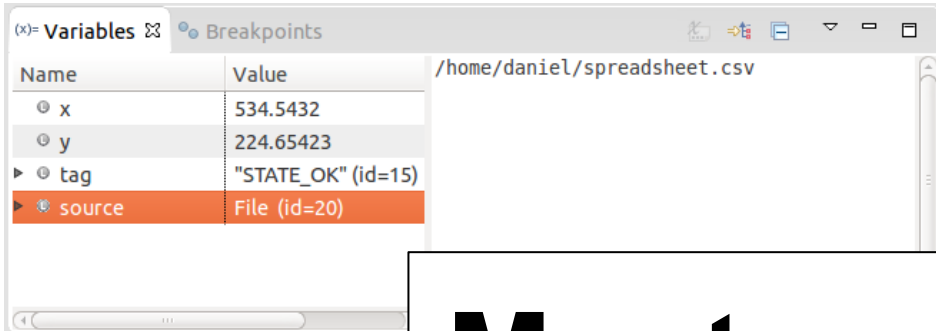 (x)= Variables Breakpoints
Name Value
x 534.5432
y 224.65423
tag "STATE_OK" (id=15)
source File (id=20)
/home/daniel/spreadsheet.csv